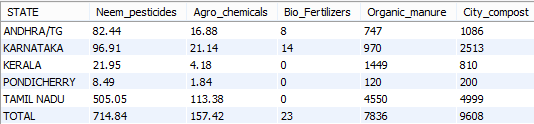 STATE Neem_pesticides Agro_chemicals Bio_Fertilizers Organic_manure City_compost
ANDHRA/TG 82.44 16.88 8 747 1086
KARNATAKA 96.91 21.14 14 970 2513
KERALA 21.95 4.18 0 1449 810
PONDICHERRY 8.49 1.84 0 120 200
TAMIL NADU 505.05 113.38 0 4550 4999
TOTAL 714.84 157.42 23 7836 9608